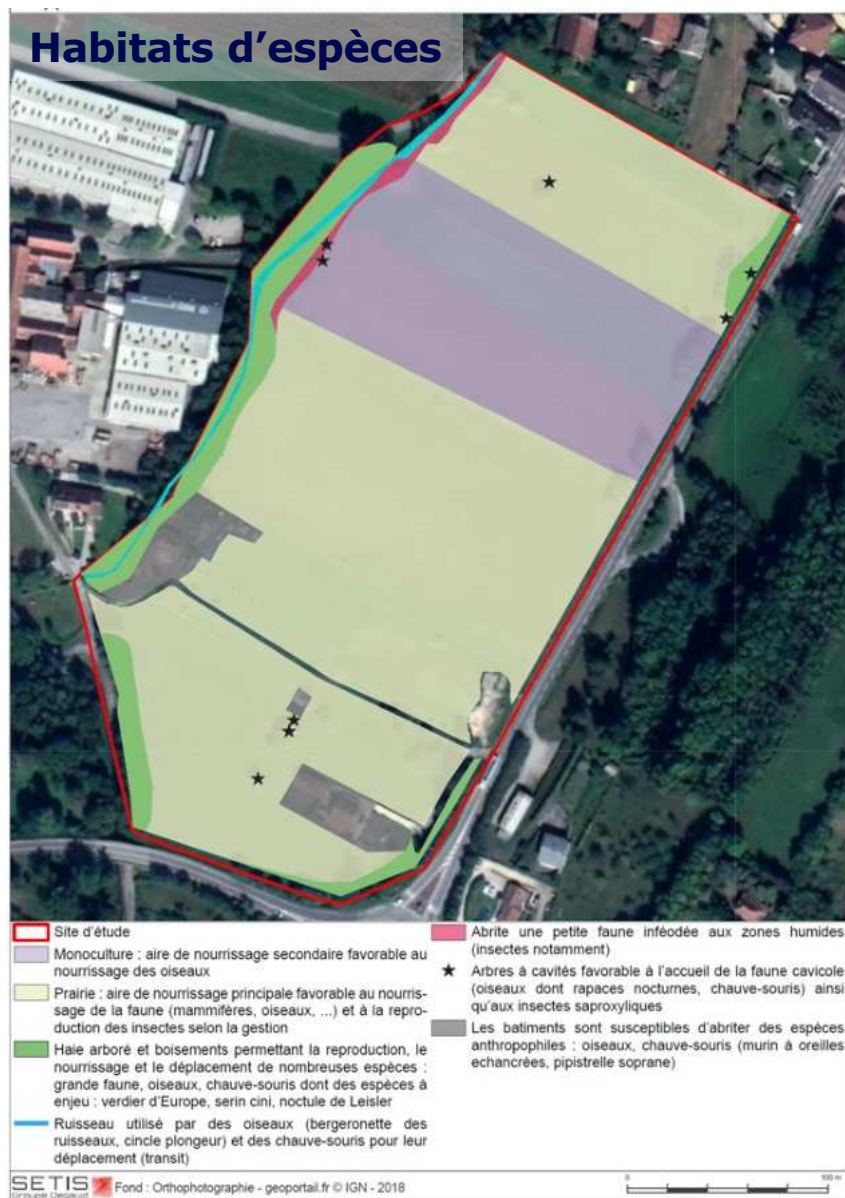 Habitats d’espèces
Site d'étude
Monoculture : aire de nourrissage secondaire favorable au
nourrissage des oiseaux
Prairie : aire de nourrissage principale favorable au nourris-
sage de la faune (mammifères, oiseaux, ...) et à la repro-
duction des insectes selon la gestion
Haie arboré et boisements permettant la reproduction, le
nourrissage et le déplacement de nombreuses espèces :
grande faune, oiseaux, chauve-souris dont des espèces à
enjeu : verdier d'Europe, serin cini, noctule de Leisler
Ruisseau utilisé par des oiseaux (bergeronette des
ruisseaux, cincle plongeur) et des chauve-souris pour leur
déplacement (transit)
Abrite une petite faune inféodée aux zones humides
(insectes notamment)
Arbres à cavités favorable à l'accueil de la faune cavicole
(oiseaux dont rapaces nocturnes, chauve-souris) ainsi
qu'aux insectes saproxyliques
Les batiments sont susceptibles d'abriter des espèces
anthropophiles : oiseaux, chauve-souris (murin à oreilles
echancrées, pipistrelle soprane)
SETIS
Groupe Degaud
Fond : Orthophotographie - geoportail.fr © IGN - 2018
0 100 m